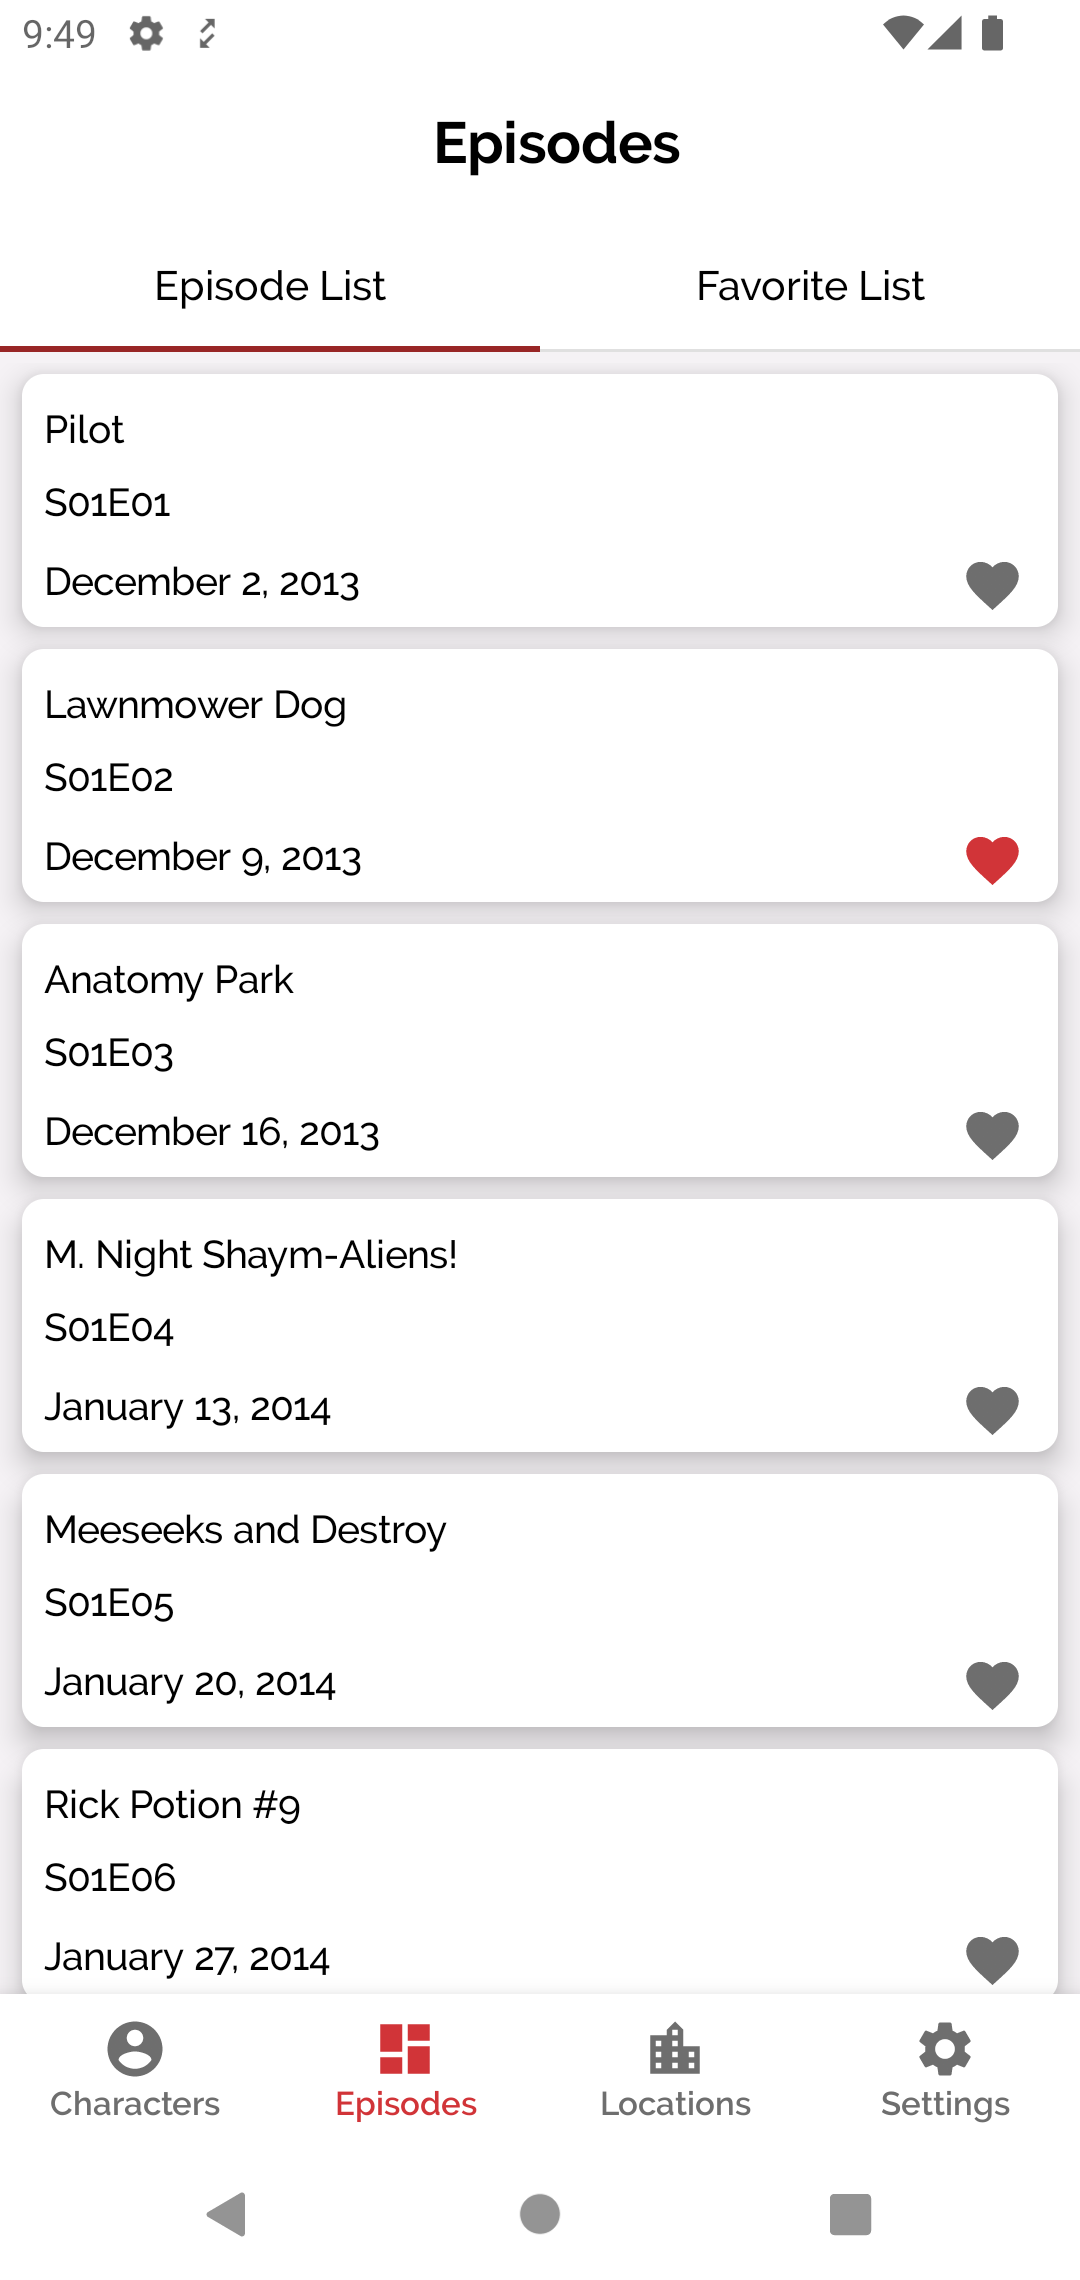 9:49
Episodes
Episode List
Favorite List
Pilot
S01E01
December 2, 2013
Lawnmower Dog
S01E02
December 9, 2013
Anatomy Park
S01E03
December 16, 2013
M. Night Shaym-Aliens!
S01E04
January 13, 2014
Meeseeks and Destroy
S01E05
January 20, 2014
Rick Potion #9
S01E06
January 27, 2014
Characters
Episodes
Locations
Settings